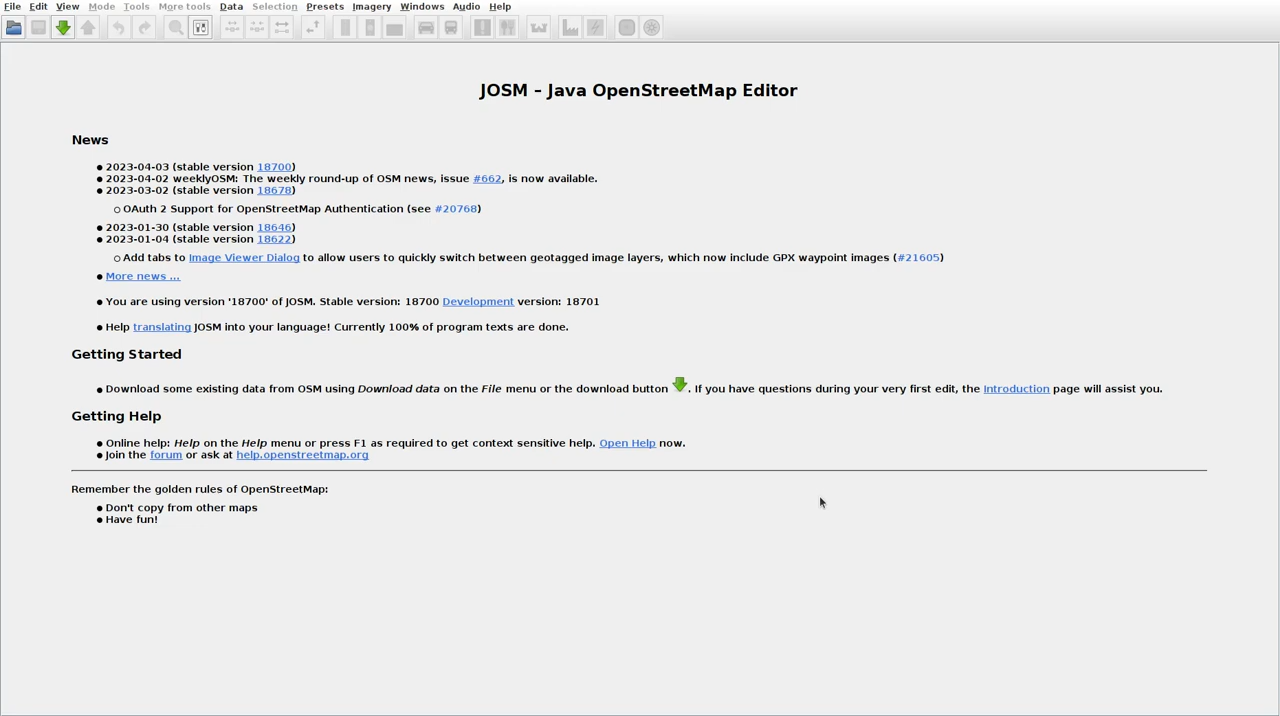 File Edit View Mode Tools More tools Data Selection Presets Imagery Windows Audio Help
JOSM – Java OpenStreetMap Editor
News
2023-04-03 (stable version 18700)
2023-04-02 weeklyOSM: The weekly round-up of OSM news, issue #662, is now available.
2023-03-02 (stable version 18678)
OAuth 2 Support for OpenStreetMap Authentication (see #20768)
2023-01-30 (stable version 18646)
2023-01-04 (stable version 18622)
Add tabs to Image Viewer Dialog to allow users to quickly switch between geotagged image layers, which now include GPX waypoint images (#21605)
More news ...
You are using version '18700' of JOSM. Stable version: 18700 Development version: 18701
Help translating JOSM into your language! Currently 100% of program texts are done.
Getting Started
Download some existing data from OSM using Download data on the File menu or the download button . If you have questions during your very first edit, the Introduction page will assist you.
Getting Help
Online help: Help on the Help menu or press F1 as required to get context sensitive help. Open Help now.
Join the forum or ask at help.openstreetmap.org
Remember the golden rules of OpenStreetMap:
Don't copy from other maps
Have fun!